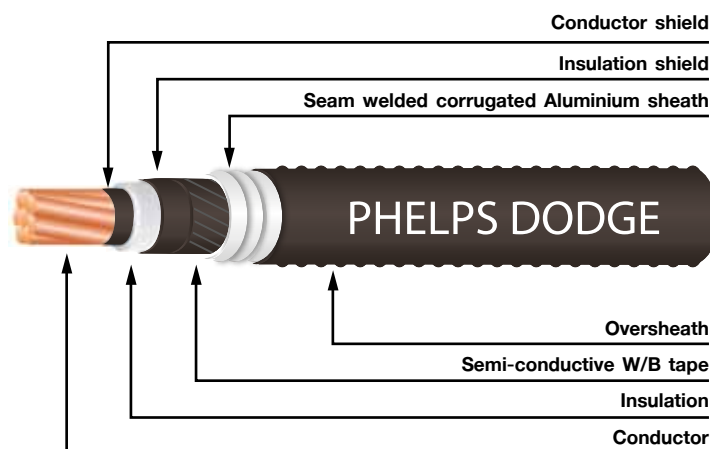 Conductor shield
Insulation shield
Seam welded corrugated Aluminium sheath
PHELPS DODGE
Oversheath
Semi-conductive W/B tape
Insulation
Conductor